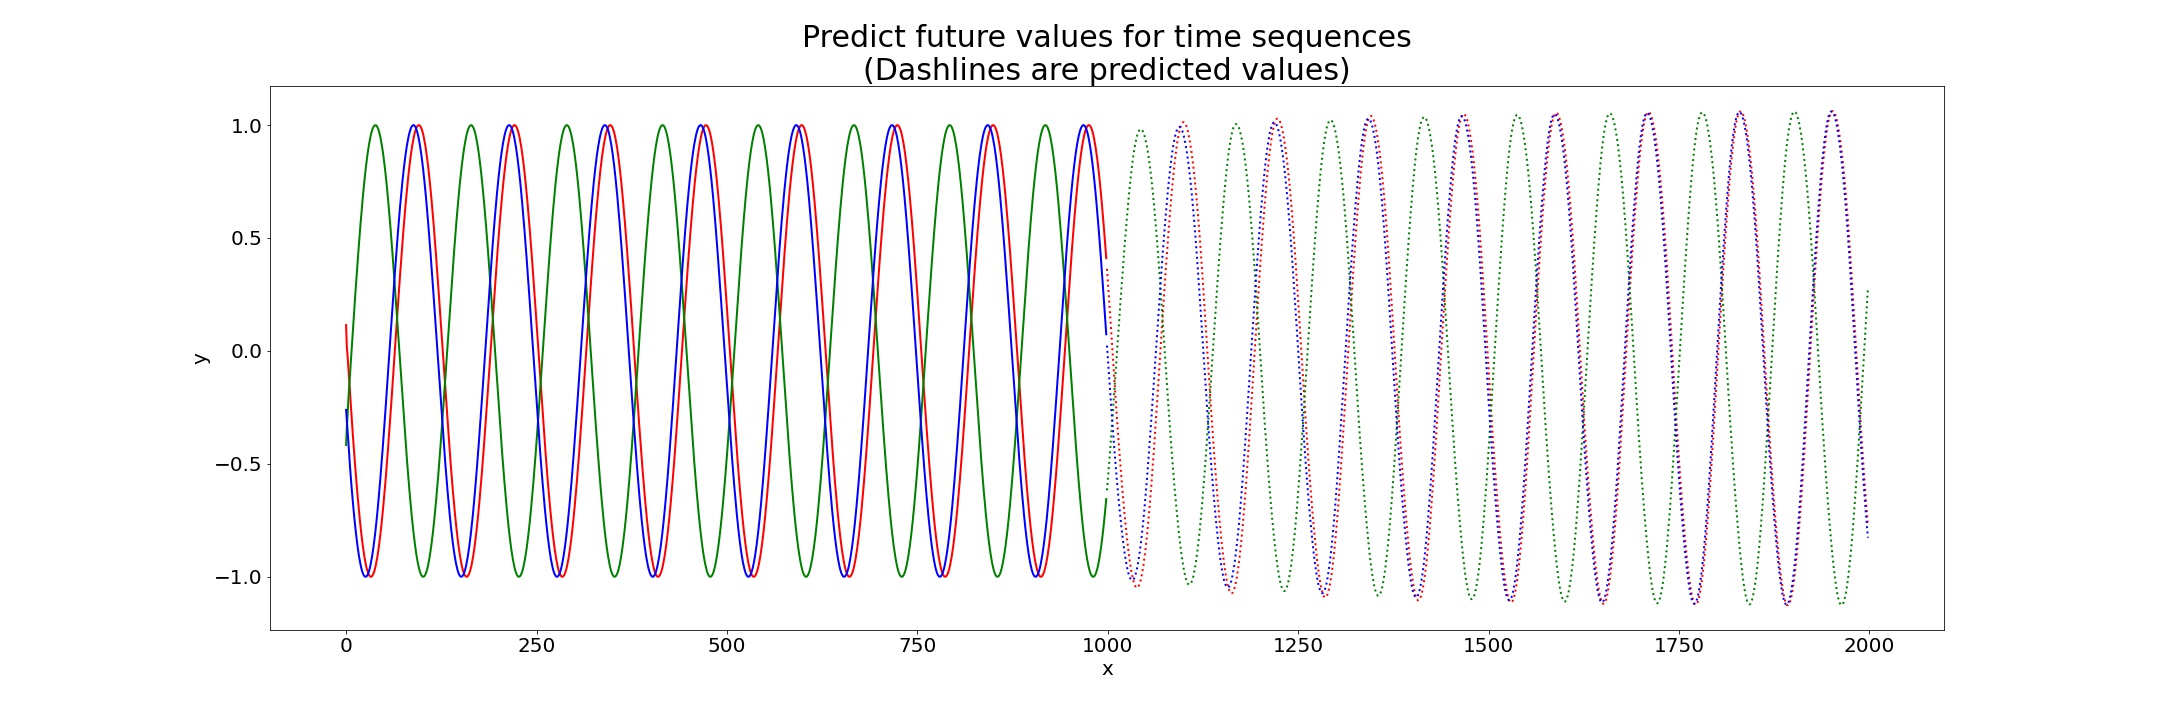 Predict future values for time sequences
(Dashlines are predicted values)
1.0
0.5
0.0
−0.5
−1.0
y
0 250 500 750 1000 1250 1500 1750 2000
x